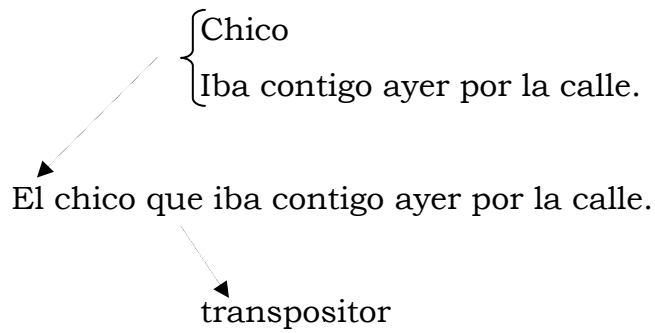 Chico
Iba contigo ayer por la calle.
El chico que iba contigo ayer por la calle.
transpositor